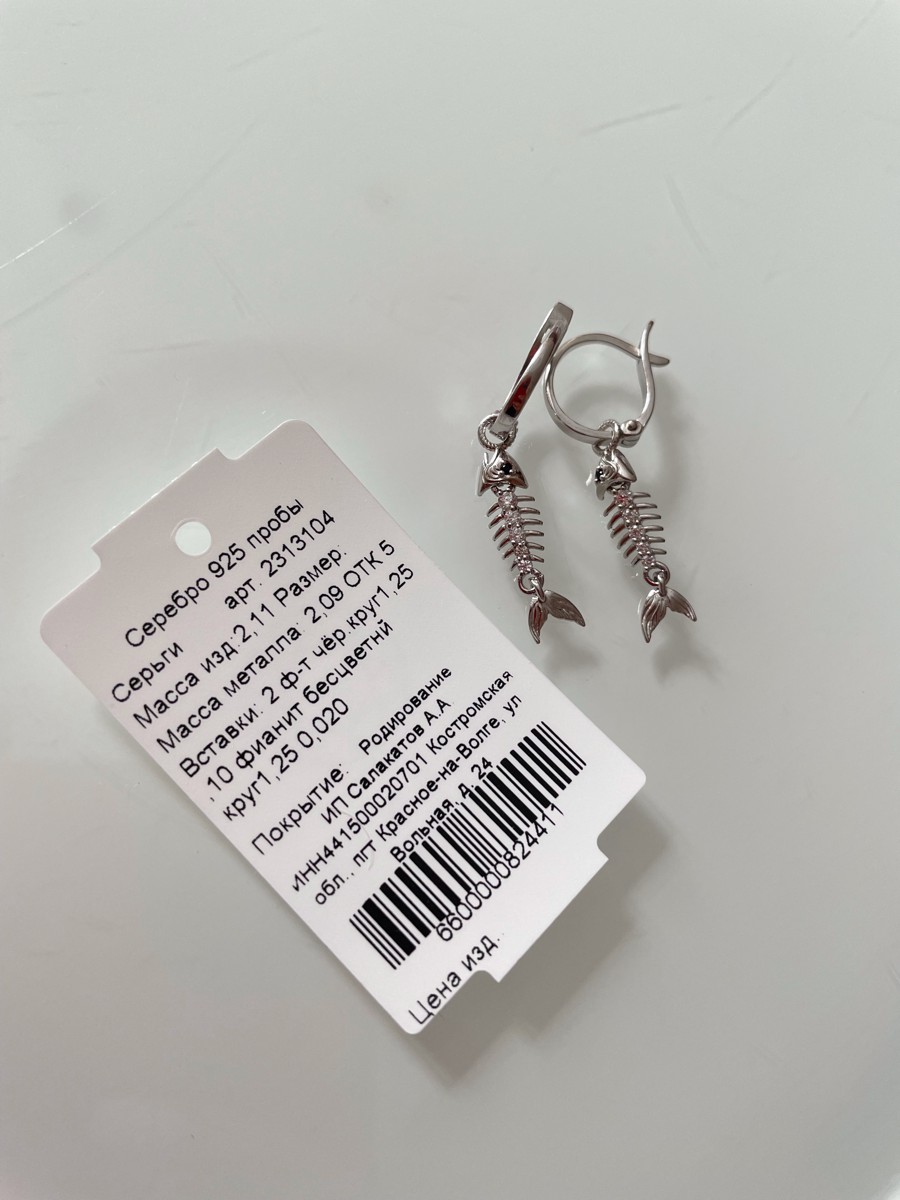 Серебро 925 пробы
Серьги арт. 2313104
Масса изд:2,11 Размер:
Масса металла: 2,09 ОТК 5
Вставки: 2 ф-т чёр.круг1,25
,10 фианит бесцветнй
круг1,25 0,020
Покрытие: Родирование
ИП Салакатов А.А
ИНН441500020701 Костромская
обл., пгт Красное-на-Волге, ул
Вольная, д. 24
6600000824411
Цена изд.